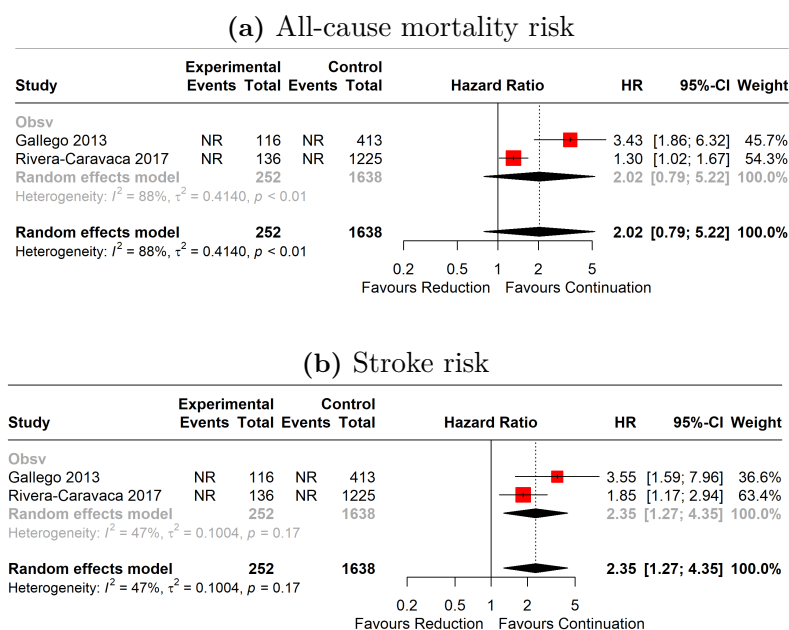 (a) All-cause mortality risk
Experimental Control
Study Events Total Events Total Hazard Ratio HR 95%-CI Weight
Obsv
Gallego 2013 NR 116 NR 413 3.43 [1.86; 6.32] 45.7%
Rivera-Caravaca 2017 NR 136 NR 1225 1.30 [1.02; 1.67] 54.3%
Random effects model 252 1638 2.02 [0.79; 5.22] 100.0%
Heterogeneity: I² = 88%, τ² = 0.4140, p < 0.01
Random effects model 252 1638 2.02 [0.79; 5.22] 100.0%
Heterogeneity: I² = 88%, τ² = 0.4140, p < 0.01
0.2 0.5 1 2 5
Favours Reduction Favours Continuation
(b) Stroke risk
Experimental Control
Study Events Total Events Total Hazard Ratio HR 95%-CI Weight
Obsv
Gallego 2013 NR 116 NR 413 3.55 [1.59; 7.96] 36.6%
Rivera-Caravaca 2017 NR 136 NR 1225 1.85 [1.17; 2.94] 63.4%
Random effects model 252 1638 2.35 [1.27; 4.35] 100.0%
Heterogeneity: I² = 47%, τ² = 0.1004, p = 0.17
Random effects model 252 1638 2.35 [1.27; 4.35] 100.0%
Heterogeneity: I² = 47%, τ² = 0.1004, p = 0.17
0.2 0.5 1 2 5
Favours Reduction Favours Continuation